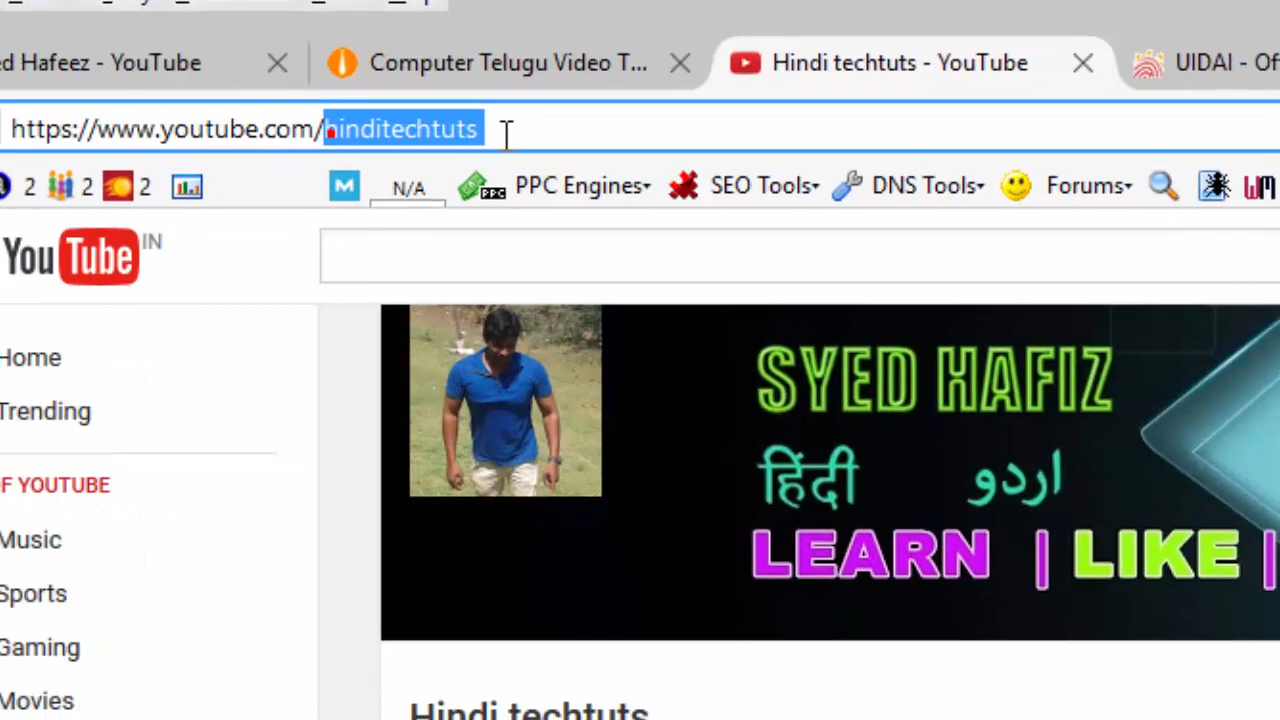 ed Hafeez - YouTube
Computer Telugu Video T...
Hindi techtuts - YouTube
UIDAI - Of
https://www.youtube.com/hinditechtuts
2 2 2 N/A PPC Engines SEO Tools DNS Tools Forums
YouTube IN
Home
Trending
F YOUTUBE
Music
Sports
Gaming
Movies
SYED HAFIZ
हिंदी اردو
LEARN | LIKE |
Hindi techtuts